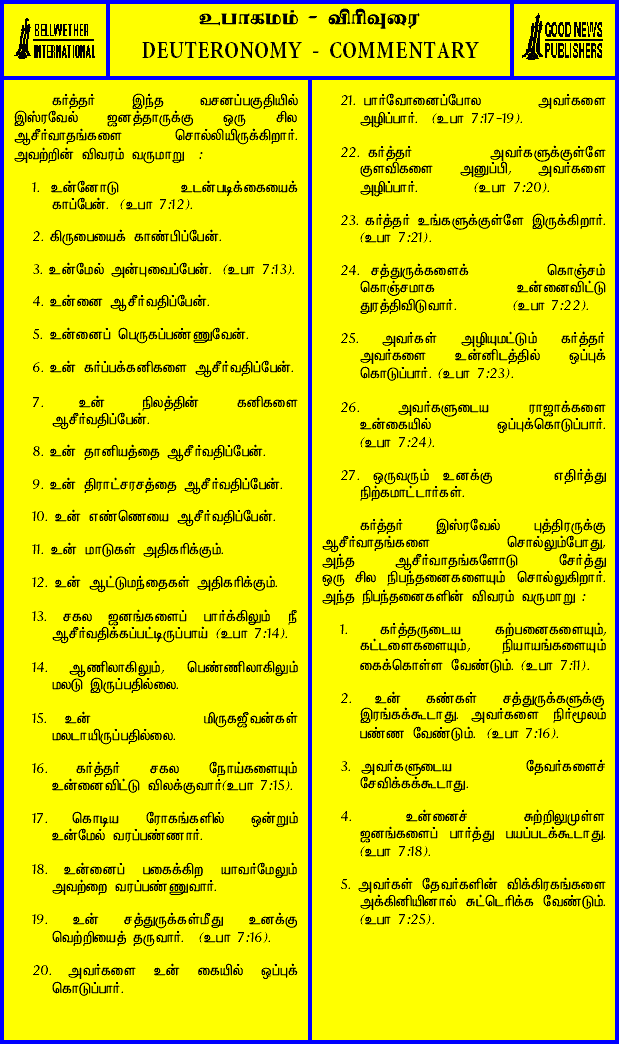 உபாகமம் - விரிவுரை
BELLWETHER
INTERNATIONAL
DEUTERONOMY - COMMENTARY
GOOD NEWS
PUBLISHERS
கர்த்தர் இந்த வசனப்பகுதியில்
இஸ்ரவேல் ஜனத்தாருக்கு ஒரு சில
ஆசீர்வாதங்களை சொல்லியிருக்கிறார்.
அவற்றின் விவரம் வருமாறு :
1. உன்னோடு உடன்படிக்கையைக்
காப்பேன். (உபா 7:12).
2. கிருபையைக் காண்பிப்பேன்.
3. உன்மேல் அன்புவைப்பேன். (உபா 7:13).
4. உன்னை ஆசீர்வதிப்பேன்.
5. உன்னைப் பெருகப்பண்ணுவேன்.
6. உன் கர்ப்பக்கனிகளை ஆசீர்வதிப்பேன்.
7. உன் நிலத்தின் கனிகளை
ஆசீர்வதிப்பேன்.
8. உன் தானியத்தை ஆசீர்வதிப்பேன்.
9. உன் திராட்சரசத்தை ஆசீர்வதிப்பேன்.
10. உன் எண்ணெயை ஆசீர்வதிப்பேன்.
11. உன் மாடுகள் அதிகரிக்கும்.
12. உன் ஆட்டுமந்தைகள் அதிகரிக்கும்.
13. சகல ஜனங்களைப் பார்க்கிலும் நீ
ஆசீர்வதிக்கப்பட்டிருப்பாய் (உபா 7:14).
14. ஆணிலாகிலும், பெண்ணிலாகிலும்
மலடு இருப்பதில்லை.
15. உன் மிருகஜீவன்கள்
மலடாயிருப்பதில்லை.
16. கர்த்தர் சகல நோய்களையும்
உன்னைவிட்டு விலக்குவார்(உபா 7:15).
17. கொடிய ரோகங்களில் ஒன்றும்
உன்மேல் வரப்பண்ணார்.
18. உன்னைப் பகைக்கிற யாவர்மேலும்
அவற்றை வரப்பண்ணுவார்.
19. உன் சத்துருக்கள்மீது உனக்கு
வெற்றியைத் தருவார். (உபா 7:16).
20. அவர்களை உன் கையில் ஒப்புக்
கொடுப்பார்.
21. பார்வோனைப்போல அவர்களை
அழிப்பார். (உபா 7:17-19).
22. கர்த்தர் அவர்களுக்குள்ளே
குளவிகளை அனுப்பி, அவர்களை
அழிப்பார். (உபா 7:20).
23. கர்த்தர் உங்களுக்குள்ளே இருக்கிறார்.
(உபா 7:21).
24. சத்துருக்களைக் கொஞ்சம்
கொஞ்சமாக உன்னைவிட்டு
துரத்திவிடுவார். (உபா 7:22).
25. அவர்கள் அழியுமட்டும் கர்த்தர்
அவர்களை உன்னிடத்தில் ஒப்புக்
கொடுப்பார். (உபா 7:23).
26. அவர்களுடைய ராஜாக்களை
உன்கையில் ஒப்புக்கொடுப்பார்.
(உபா 7:24).
27. ஒருவரும் உனக்கு எதிர்த்து
நிற்கமாட்டார்கள்.
கர்த்தர் இஸ்ரவேல் புத்திரருக்கு
ஆசீர்வாதங்களை சொல்லும்போது,
அந்த ஆசீர்வாதங்களோடு சேர்த்து
ஒரு சில நிபந்தனைகளையும் சொல்லுகிறார்.
அந்த நிபந்தனைகளின் விவரம் வருமாறு :
1. கர்த்தருடைய கற்பனைகளையும்,
கட்டளைகளையும், நியாயங்களையும்
கைக்கொள்ள வேண்டும். (உபா 7:11).
2. உன் கண்கள் சத்துருக்களுக்கு
இரங்கக்கூடாது. அவர்களை நிர்மூலம்
பண்ண வேண்டும். (உபா 7:16).
3. அவர்களுடைய தேவர்களைச்
சேவிக்கக்கூடாது.
4. உன்னைச் சுற்றிலுமுள்ள
ஜனங்களைப் பார்த்து பயப்படக்கூடாது.
(உபா 7:18).
5. அவர்கள் தேவர்களின் விக்கிரகங்களை
அக்கினியினால் சுட்டெரிக்க வேண்டும்.
(உபா 7:25).